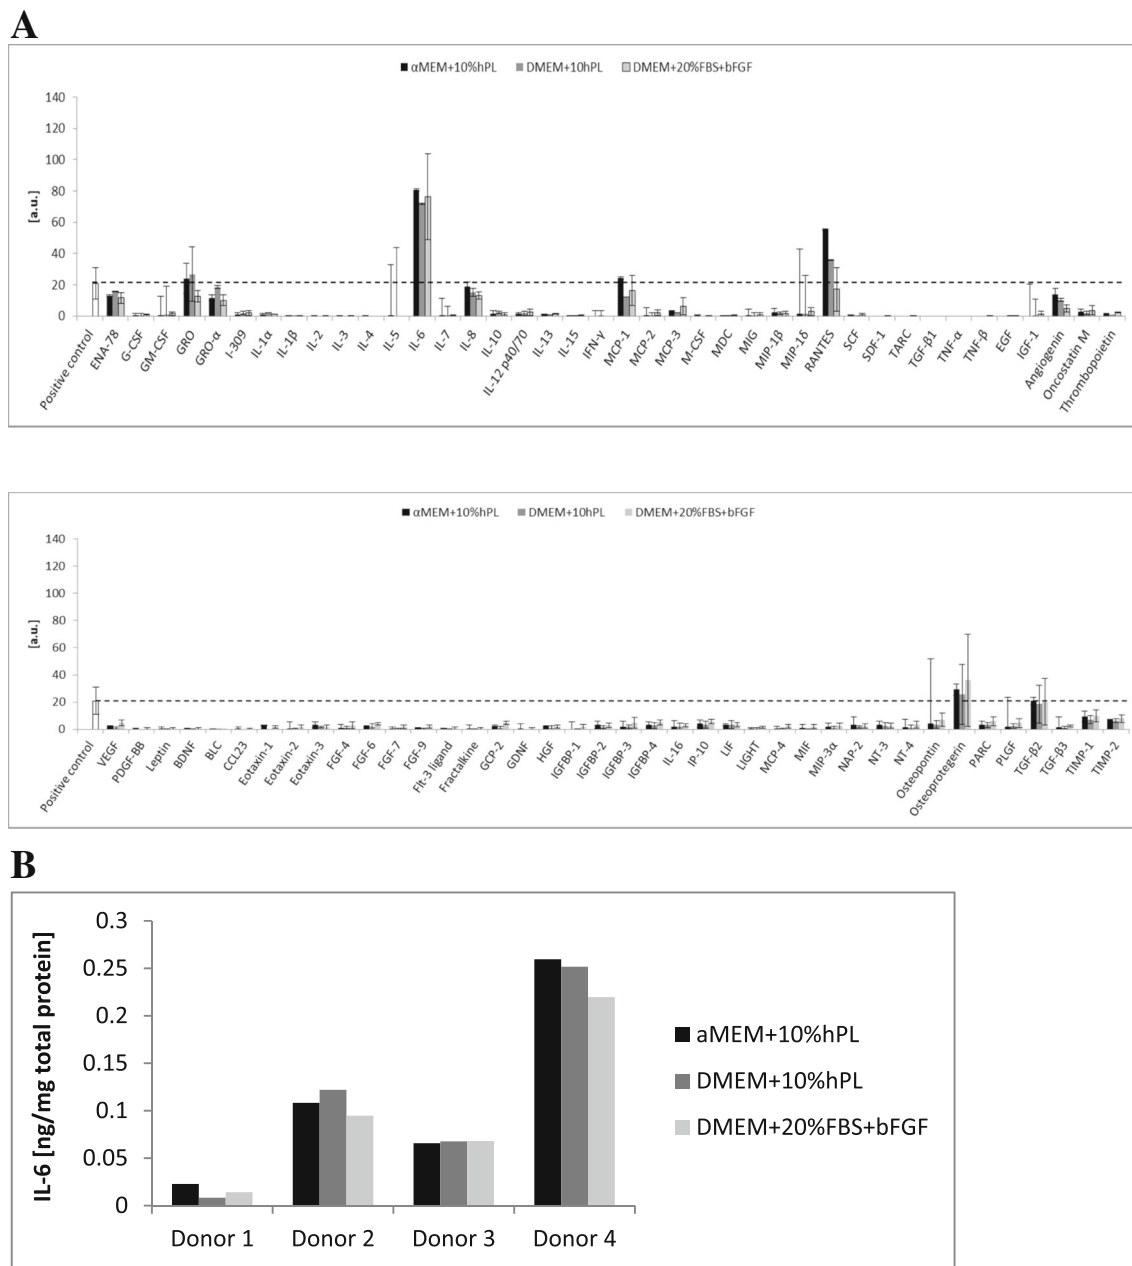 A
αMEM+10%hPL DMEM+10hPL DMEM+20%FBS+bFGF
140
120
100
80
60
40
20
0
[a.u.]
Positive control ENA-78 G-CSF GM-CSF GRO GRO-α I-309 IL-1α IL-1β IL-2 IL-3 IL-4 IL-5 IL-6 IL-7 IL-8 IL-10 IL-12 p40/70 IL-13 IL-15 IFN-γ MCP-1 MCP-2 MCP-3 M-CSF MDC MIG MIP-1β MIP-1δ RANTES SCF SDF-1 TARC TGF-β1 TNF-α TNF-β EGF IGF-1 Angiogenin Oncostatin M Thrombopoietin
αMEM+10%hPL DMEM+10hPL DMEM+20%FBS+bFGF
140
120
100
80
60
40
20
0
[a.u.]
Positive control VEGF PDGF-BB Leptin BDNF BLC CCL23 Eotaxin-1 Eotaxin-2 Eotaxin-3 FGF-4 FGF-6 FGF-7 FGF-9 Flt-3 ligand Fractalkine GCP-2 GDNF HGF IGFBP-1 IGFBP-2 IGFBP-3 IGFBP-4 IL-16 IP-10 LIF LIGHT MCP-4 MIF MIP-3α NAP-2 NT-3 NT-4 Osteopontin Osteoprotegerin PARC PLGF TGF-β2 TGF-β3 TIMP-1 TIMP-2
B
0.3
0.25
0.2
0.15
0.1
0.05
0
IL-6 [ng/mg total protein]
Donor 1 Donor 2 Donor 3 Donor 4
aMEM+10%hPL
DMEM+10%hPL
DMEM+20%FBS+bFGF